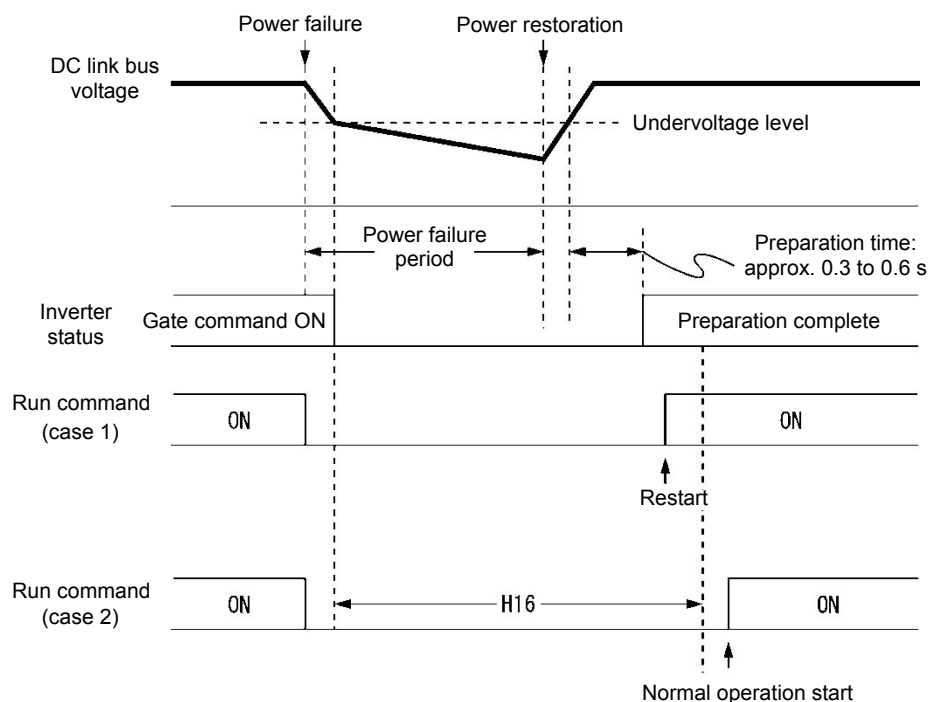 Power failure
Power restoration
DC link bus
voltage
Undervoltage level
Power failure
period
Preparation time:
approx. 0.3 to 0.6 s
Inverter
status
Gate command ON
Preparation complete
Run command
(case 1)
ON
ON
Restart
Run command
(case 2)
ON
H16
ON
Normal operation start